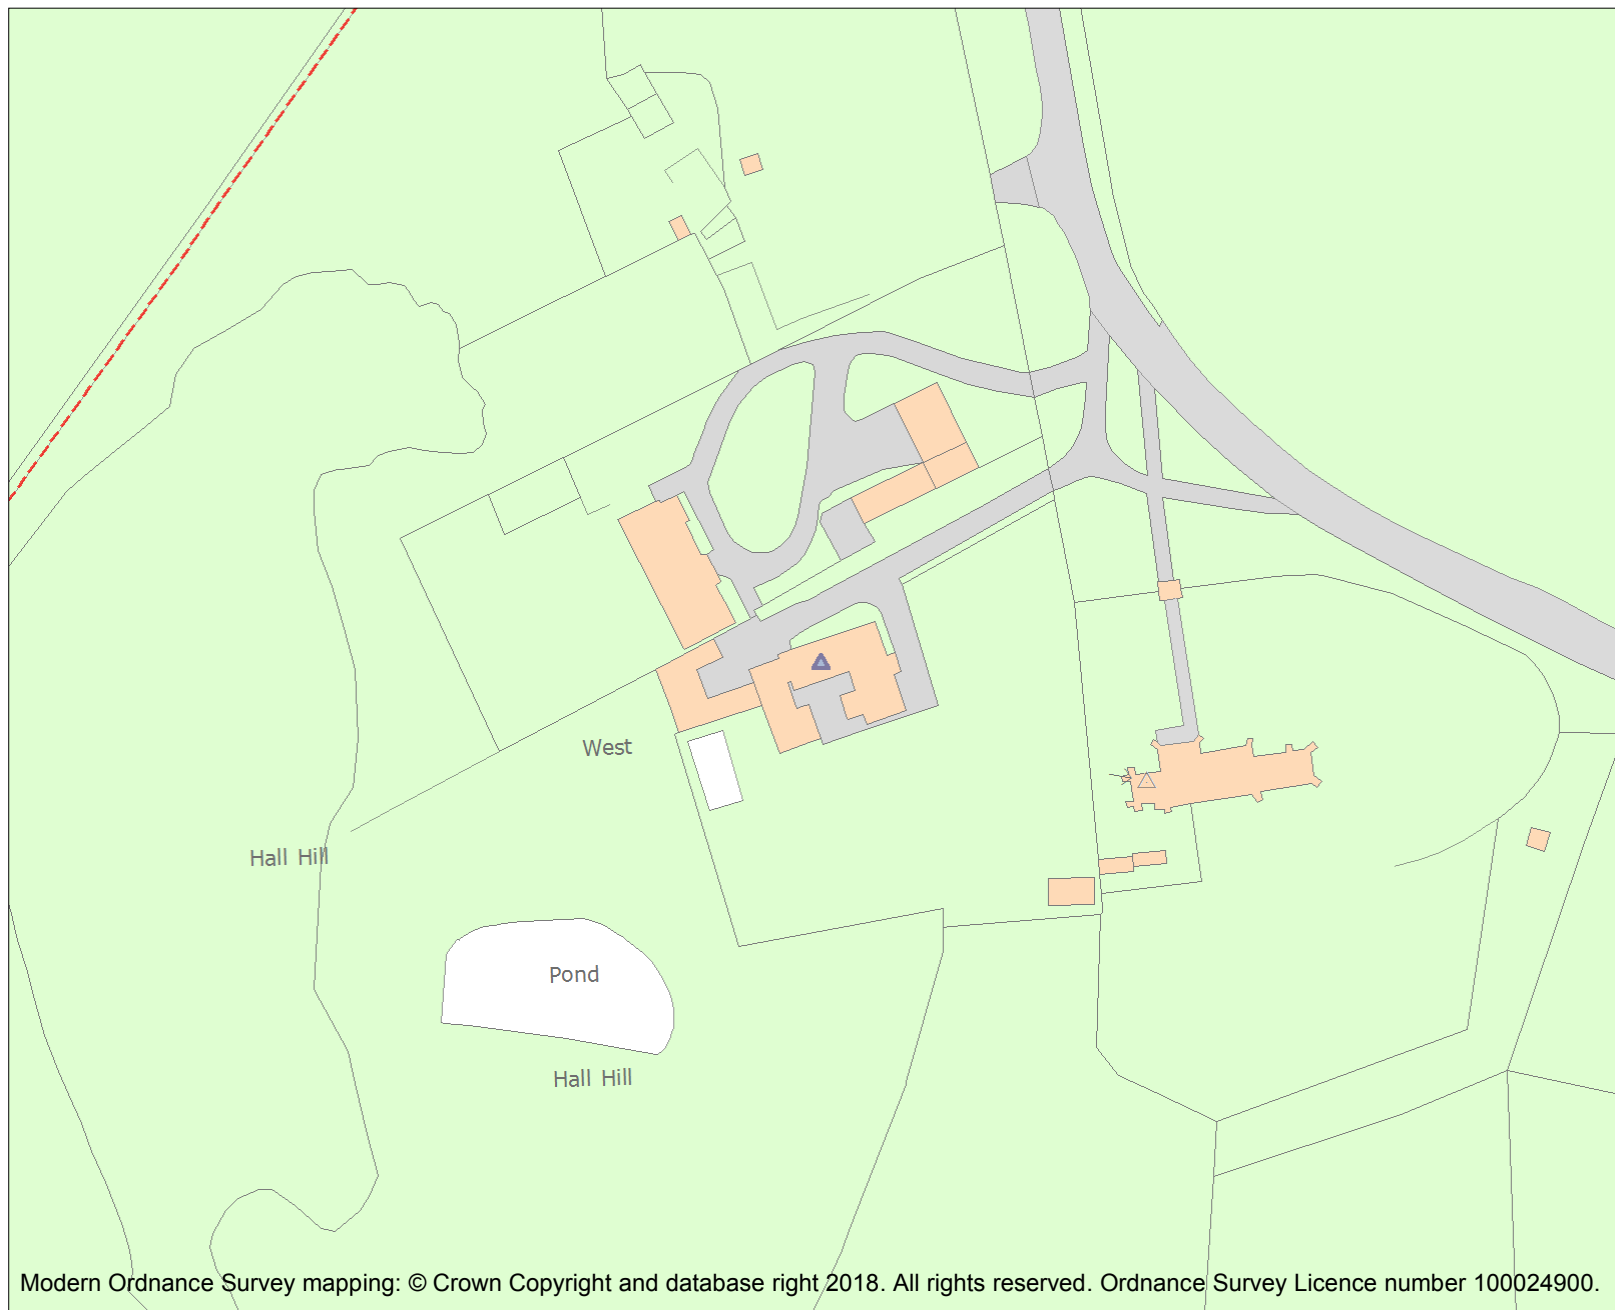 West
Hall Hill
Pond
Hall Hill
Modern Ordnance Survey mapping: © Crown Copyright and database right 2018. All rights reserved. Ordnance Survey Licence number 100024900.